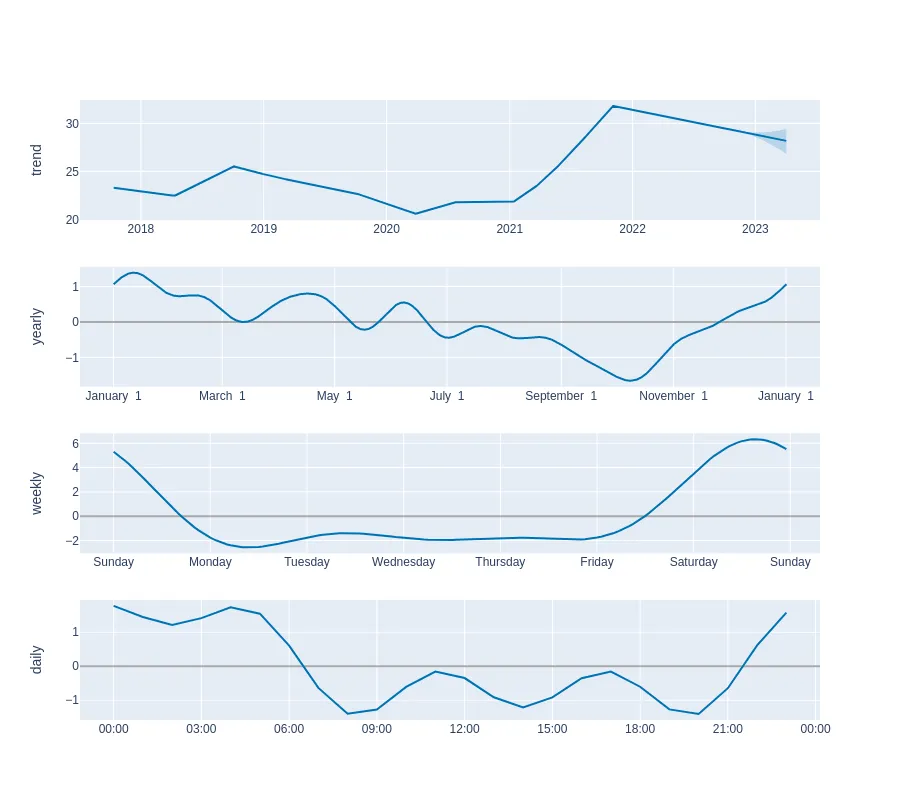 trend
30
25
20
2018 2019 2020 2021 2022 2023
yearly
1
0
−1
January 1 March 1 May 1 July 1 September 1 November 1 January 1
weekly
6
4
2
0
−2
Sunday Monday Tuesday Wednesday Thursday Friday Saturday Sunday
daily
1
0
−1
00:00 03:00 06:00 09:00 12:00 15:00 18:00 21:00 00:00